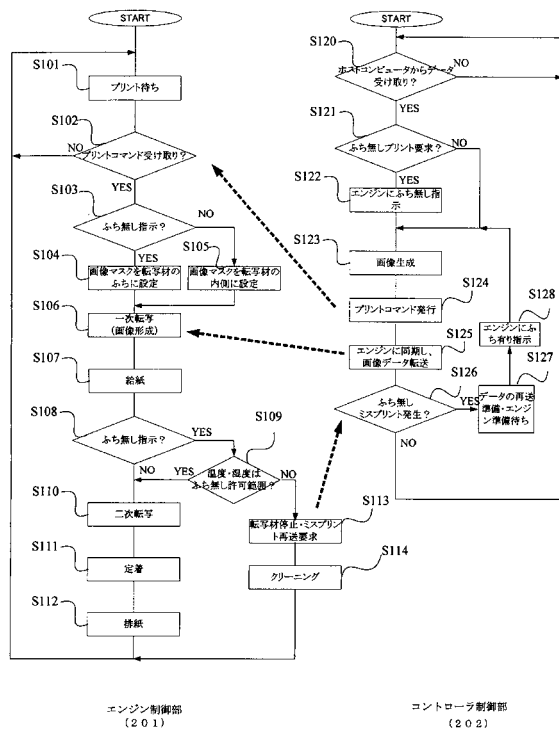 START
S101
プリント待ち
S102
プリントコマンド受け取り?
NO
YES
S103
ふち無し指示?
NO
YES
S104
画像マスクを転写材の
ふちに設定
S105
画像マスクを転写材の
内側に設定
S106
一次転写
(画像形成)
S107
給紙
S108
ふち無し指示?
YES
NO
S109
温度・湿度は
ふち無し許可範囲?
YES
NO
S110
二次転写
S111
定着
S112
排紙
S113
転写材停止・ミスプリント
再送要求
S114
クリーニング
エンジン制御部
(201)
START
S120
ホストコンピュータからデータ
受け取り?
NO
YES
S121
ふち無しプリント要求?
NO
YES
S122
エンジンにふち無し指
示
S123
画像生成
S124
プリントコマンド発行
S125
エンジンに同期し、
画像データ転送
S126
ふち無し
ミスプリント発生?
YES
NO
S127
データの再送
準備・エンジン
準備待ち
S128
エンジンにふ
ち有り指示
コントローラ制御部
(202)